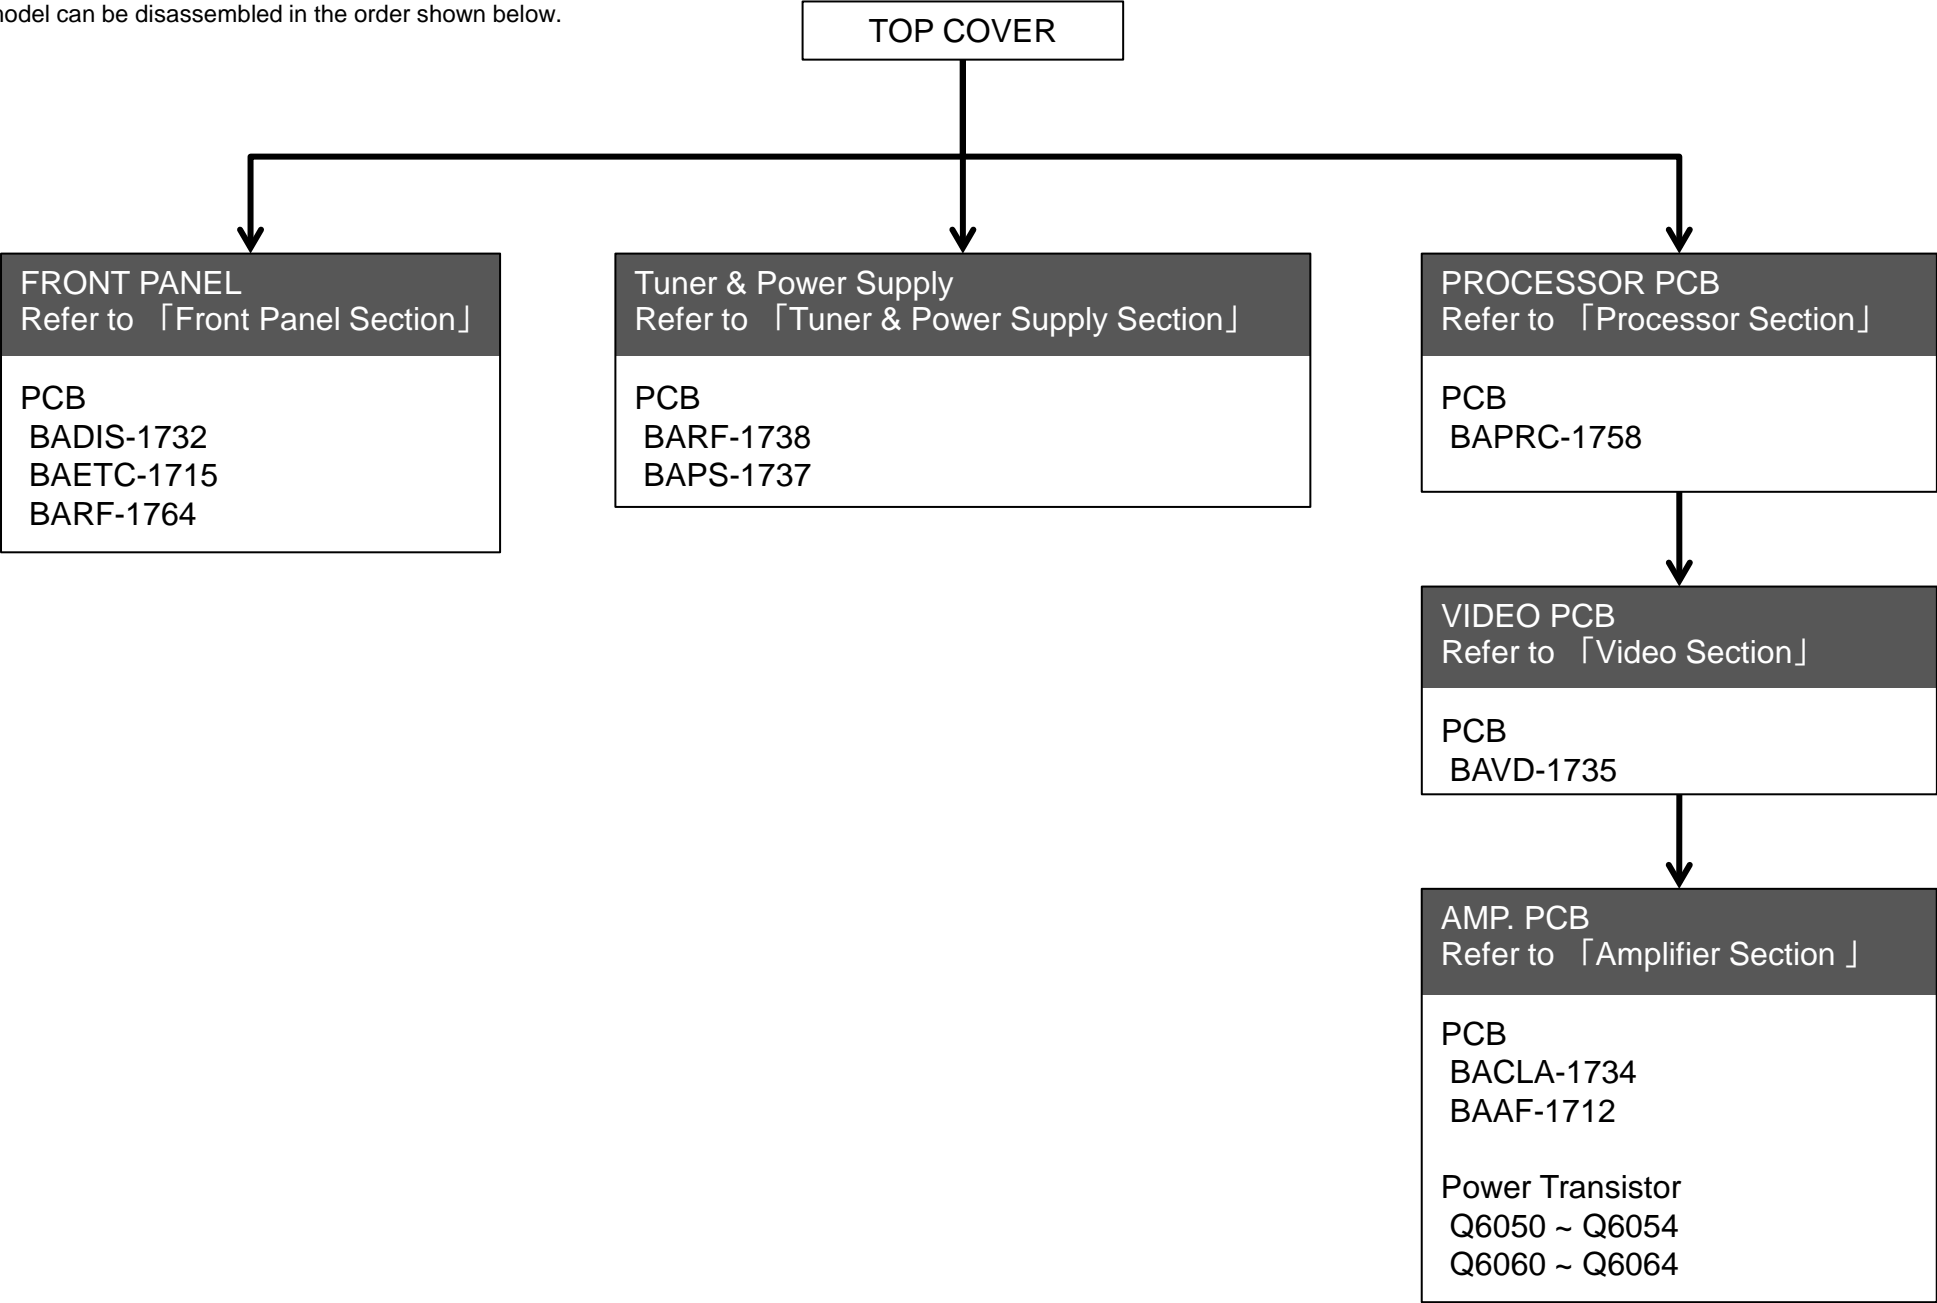 model can be disassembled in the order shown below.
TOP COVER
FRONT PANEL
Refer to 「Front Panel Section」
PCB
BADIS-1732
BAETC-1715
BARF-1764
Tuner & Power Supply
Refer to 「Tuner & Power Supply Section」
PCB
BARF-1738
BAPS-1737
PROCESSOR PCB
Refer to 「Processor Section」
PCB
BAPRC-1758
VIDEO PCB
Refer to 「Video Section」
PCB
BAVD-1735
AMP. PCB
Refer to 「Amplifier Section 」
PCB
BACLA-1734
BAAF-1712
Power Transistor
Q6050 ~ Q6054
Q6060 ~ Q6064